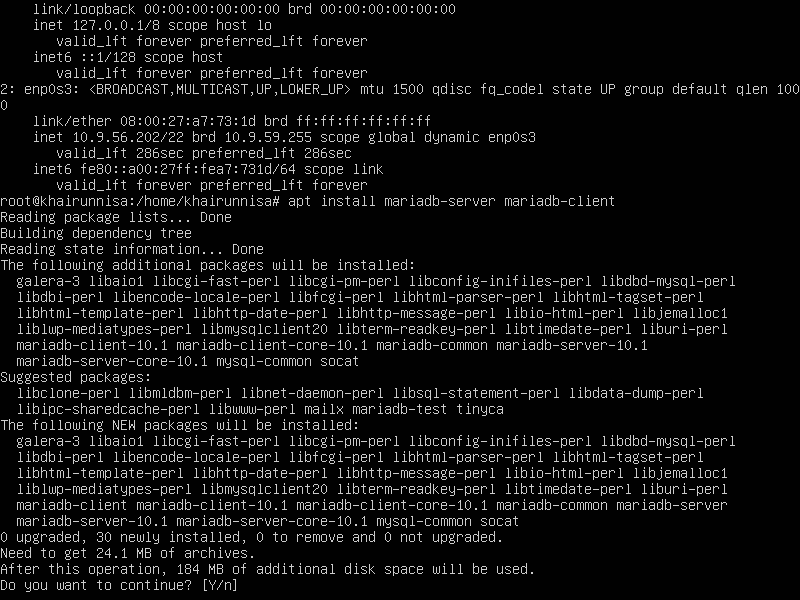 link/loopback 00:00:00:00:00:00 brd 00:00:00:00:00:00
inet 127.0.0.1/8 scope host lo
valid_lft forever preferred_lft forever
inet6 ::1/128 scope host
valid_lft forever preferred_lft forever
2: enp0s3: <BROADCAST,MULTICAST,UP,LOWER_UP> mtu 1500 qdisc fq_codel state UP group default qlen 100
0
link/ether 08:00:27:a7:73:1d brd ff:ff:ff:ff:ff:ff
inet 10.9.56.202/22 brd 10.9.59.255 scope global dynamic enp0s3
valid_lft 286sec preferred_lft 286sec
inet6 fe80::a00:27ff:fea7:731d/64 scope link
valid_lft forever preferred_lft forever
root@khairunnisa:/home/khairunnisa# apt install mariadb-server mariadb-client
Reading package lists... Done
Building dependency tree
Reading state information... Done
The following additional packages will be installed:
galera-3 libaio1 libcgi-fast-perl libcgi-pm-perl libconfig-inifiles-perl libdbd-mysql-perl
libdbi-perl libencode-locale-perl libfcgi-perl libhtml-parser-perl libhtml-tagset-perl
libhtml-template-perl libhttp-date-perl libhttp-message-perl libio-html-perl libjemalloc1
liblwp-mediatypes-perl libmysqlclient20 libterm-readkey-perl libtimedate-perl liburi-perl
mariadb-client-10.1 mariadb-client-core-10.1 mariadb-common mariadb-server-10.1
mariadb-server-core-10.1 mysql-common socat
Suggested packages:
libclone-perl libmldbm-perl libnet-daemon-perl libsql-statement-perl libdata-dump-perl
libipc-sharedcache-perl libwww-perl mailx mariadb-test tinyca
The following NEW packages will be installed:
galera-3 libaio1 libcgi-fast-perl libcgi-pm-perl libconfig-inifiles-perl libdbd-mysql-perl
libdbi-perl libencode-locale-perl libfcgi-perl libhtml-parser-perl libhtml-tagset-perl
libhtml-template-perl libhttp-date-perl libhttp-message-perl libio-html-perl libjemalloc1
liblwp-mediatypes-perl libmysqlclient20 libterm-readkey-perl libtimedate-perl liburi-perl
mariadb-client mariadb-client-10.1 mariadb-client-core-10.1 mariadb-common mariadb-server
mariadb-server-10.1 mariadb-server-core-10.1 mysql-common socat
0 upgraded, 30 newly installed, 0 to remove and 0 not upgraded.
Need to get 24.1 MB of archives.
After this operation, 184 MB of additional disk space will be used.
Do you want to continue? [Y/n]